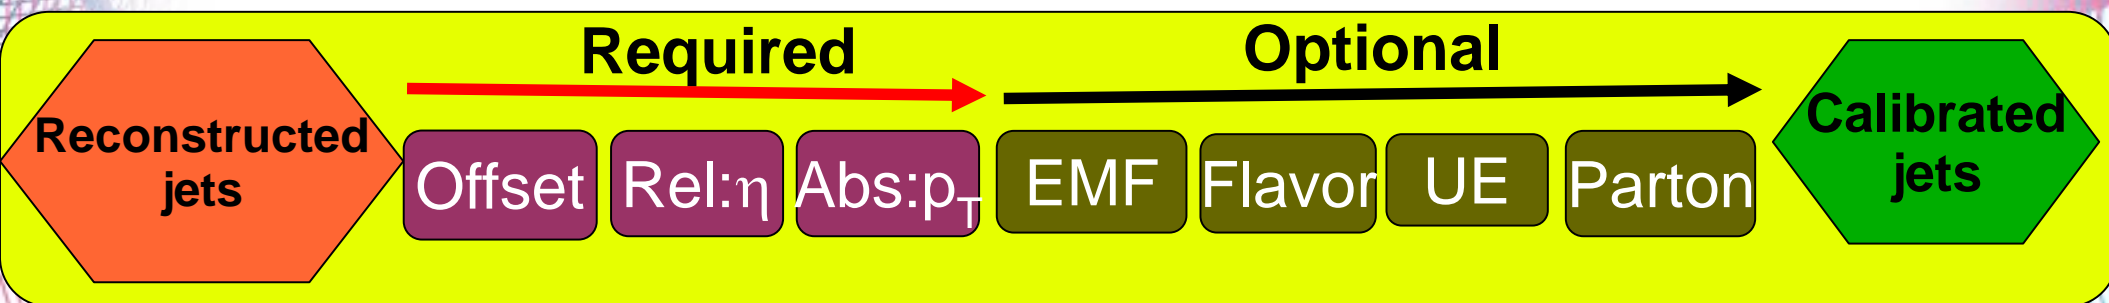 Required
Optional
Reconstructed
jets
Offset
Rel:η
Abs:pT
EMF
Flavor
UE
Parton
Calibrated
jets